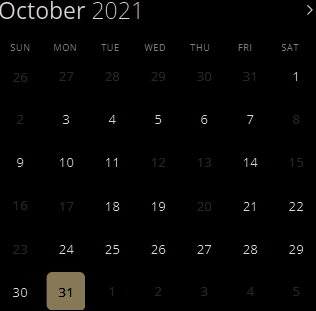 October 2021
SUN MON TUE WED THU FRI SAT
26 27 28 29 30 31 1
2 3 4 5 6 7 8
9 10 11 12 13 14 15
16 17 18 19 20 21 22
23 24 25 26 27 28 29
30 31 1 2 3 4 5